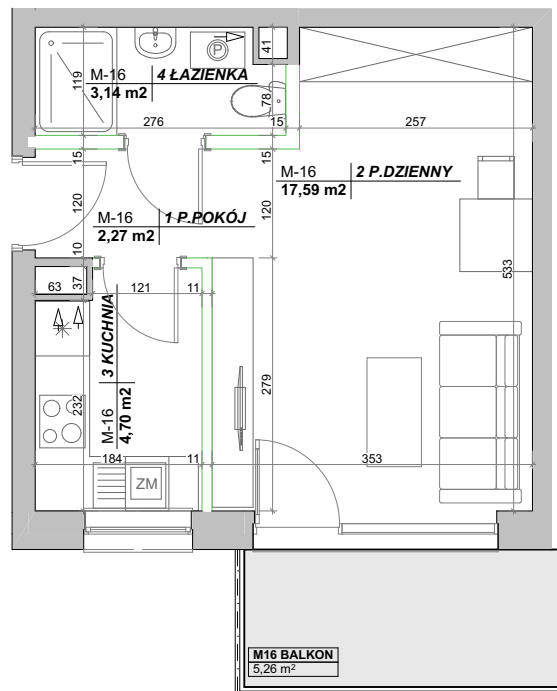 41
P
M-16 4 ŁAZIENKA
3,14 m2
119
78
276
15
257
15
15
M-16 2 P.DZIENNY
17,59 m2
120
M-16 1 P.POKÓJ
2,27 m2
120
10
533
63
37
121
11
3 KUCHNIA
M-16
4,70 m2
279
232
184
11
353
ZM
M16 BALKON
5,26 m²